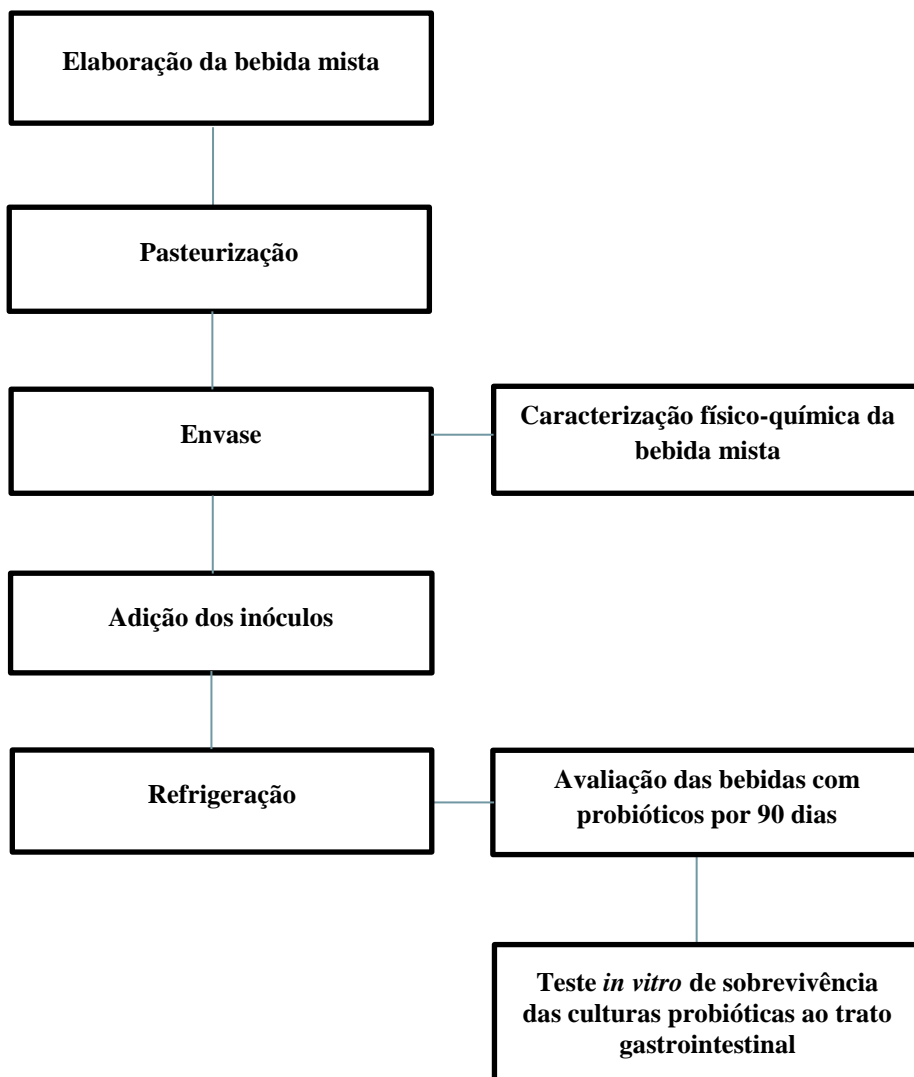 Elaboração da bebida mista
Pasteurização
Envase
Caracterização físico-química da
bebida mista
Adição dos inóculos
Refrigeração
Avaliação das bebidas com
probióticos por 90 dias
Teste in vitro de sobrevivência
das culturas probióticas ao trato
gastrointestinal